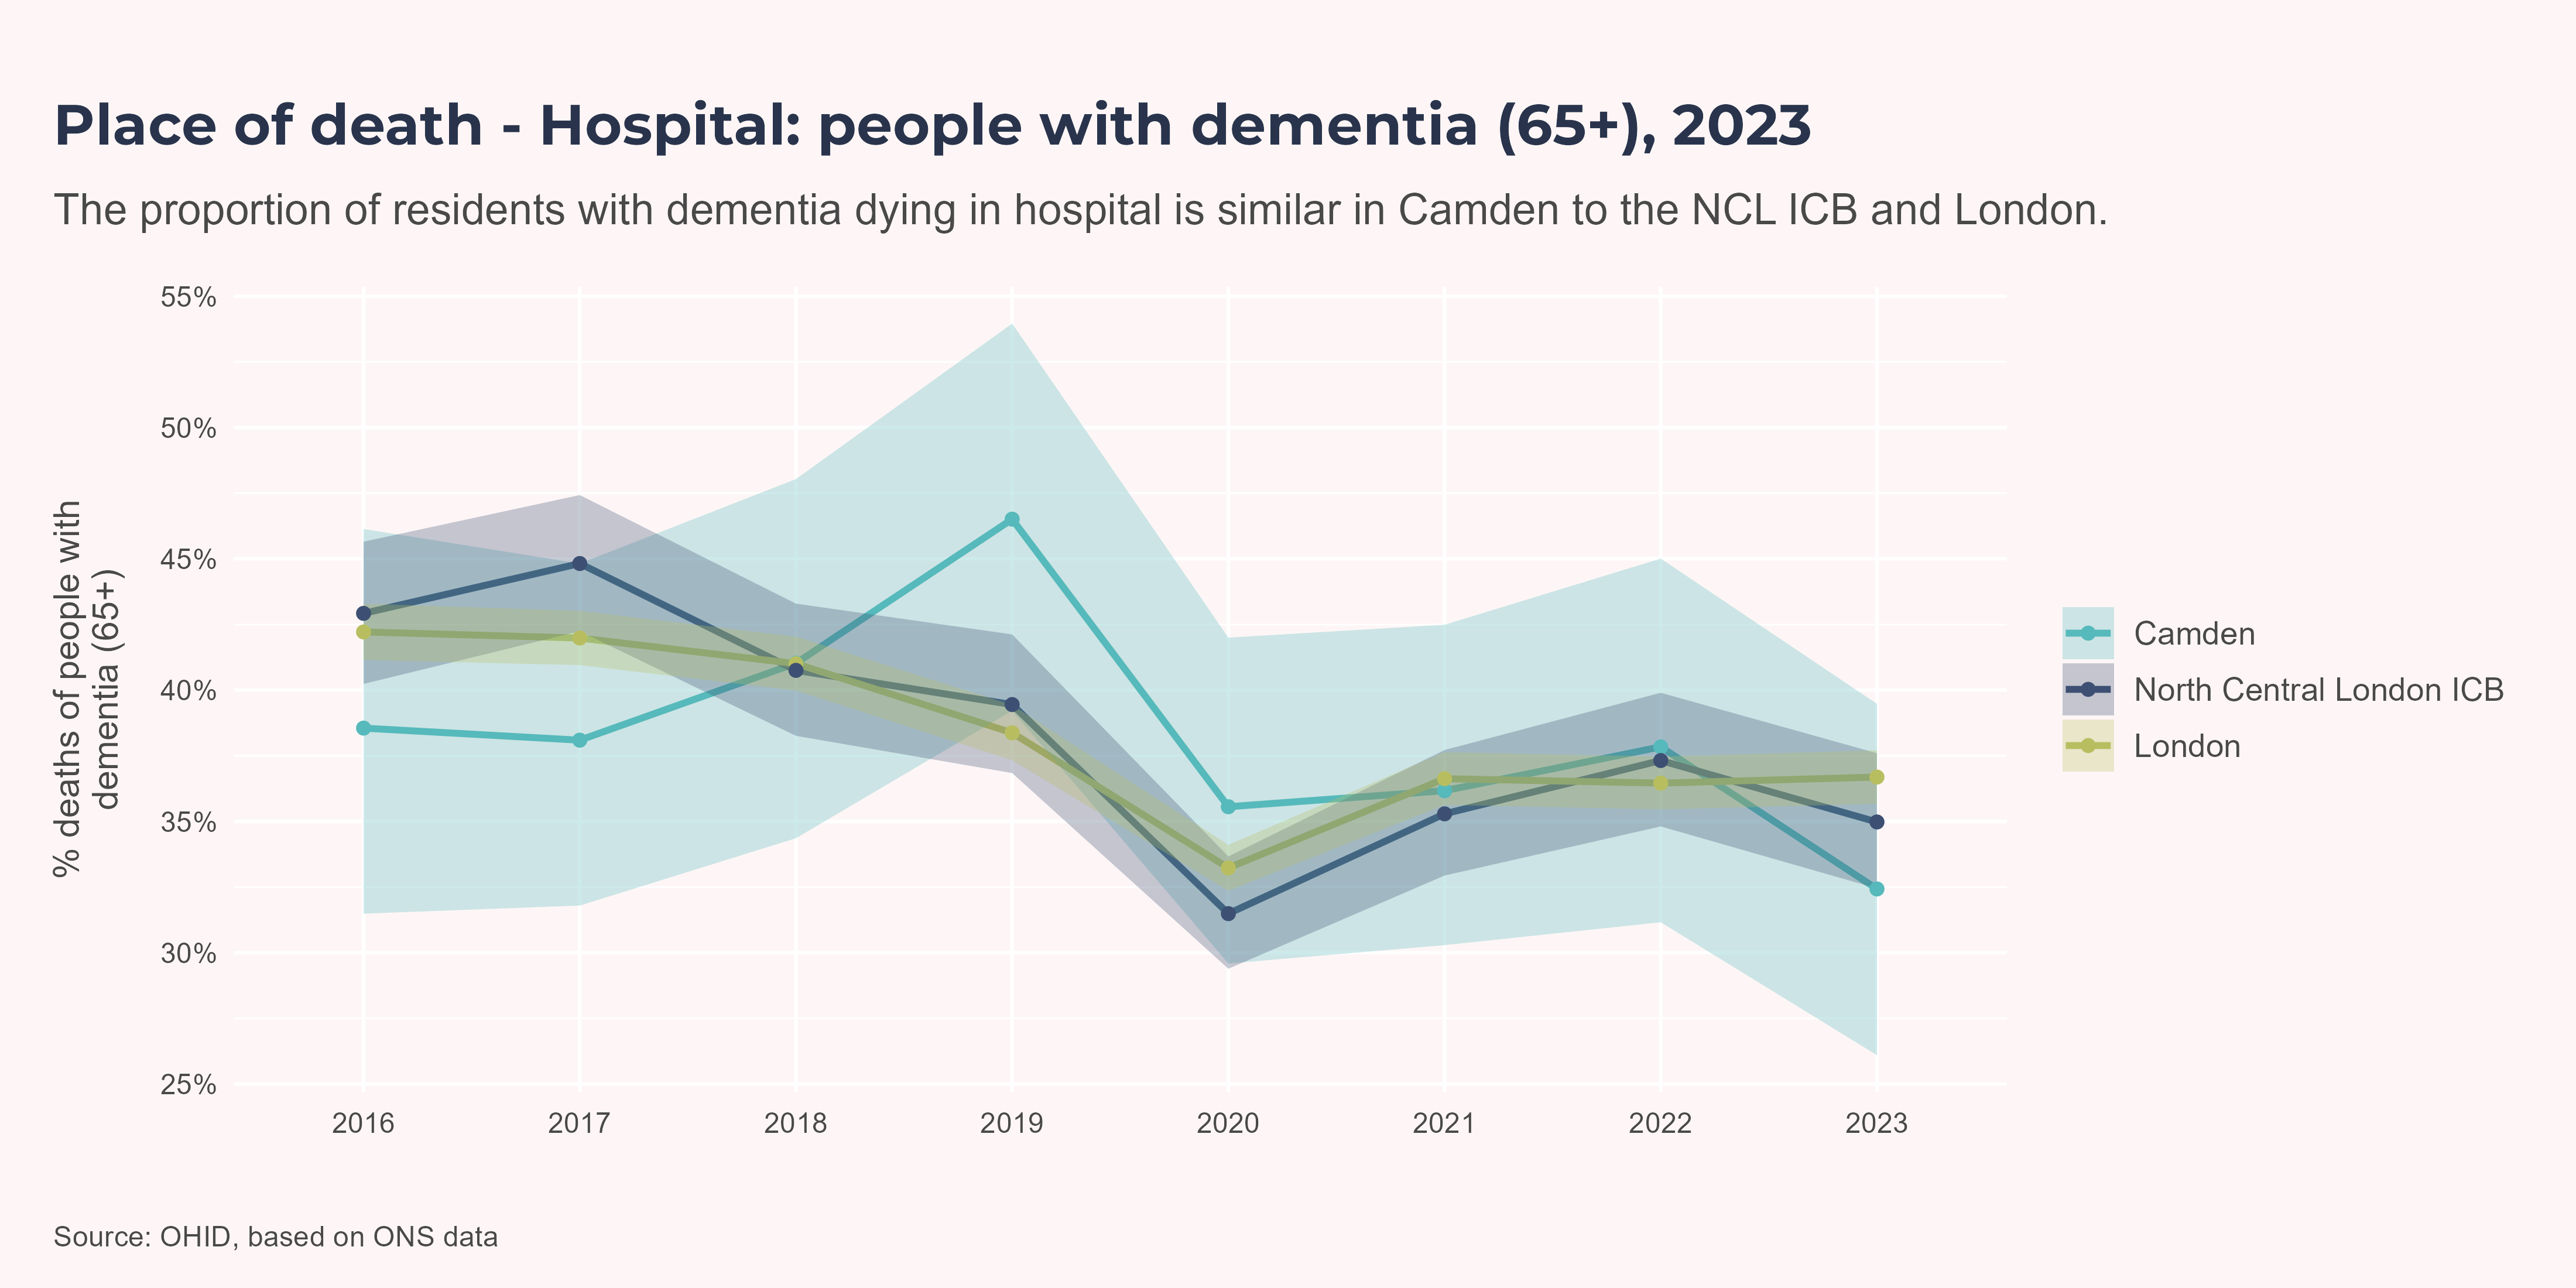 Place of death - Hospital: people with dementia (65+), 2023
The proportion of residents with dementia dying in hospital is similar in Camden to the NCL ICB and London.
% deaths of people with
dementia (65+)
55%
50%
45%
40%
35%
30%
25%
2016 2017 2018 2019 2020 2021 2022 2023
Camden
North Central London ICB
London
Source: OHID, based on ONS data